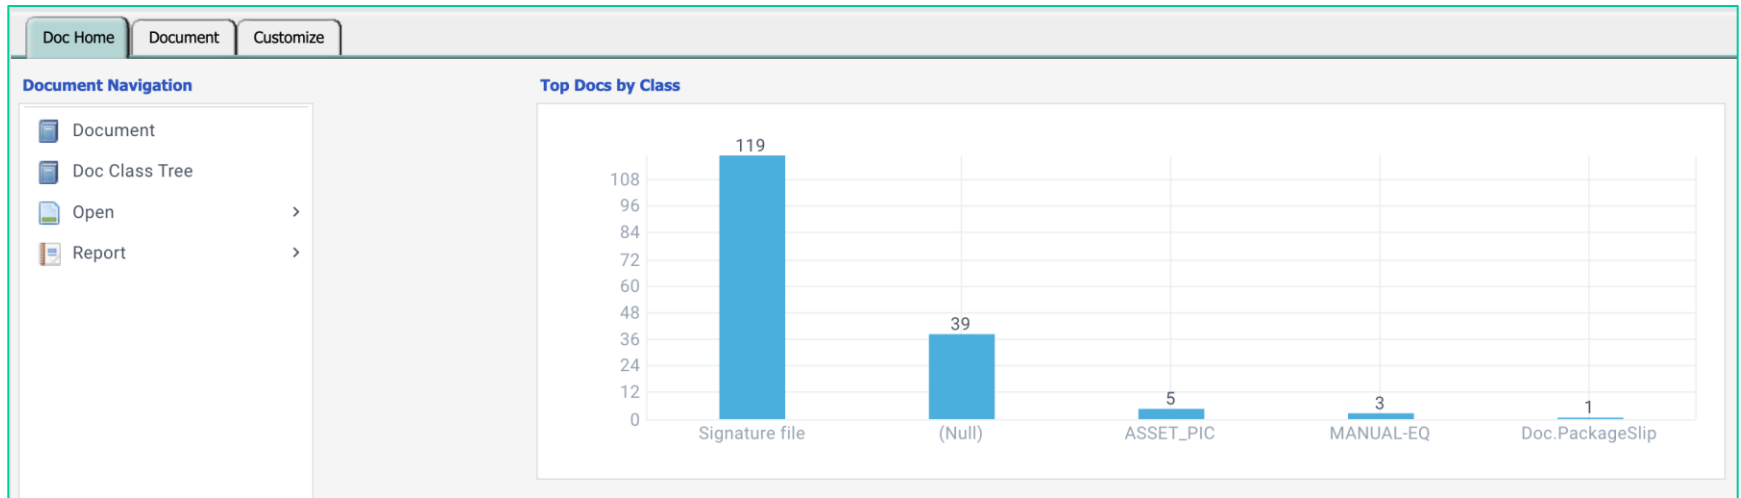 Doc Home Document Customize
Document Navigation
Document
Doc Class Tree
Open
Report
Top Docs by Class
119
39
5
3
1
108
96
84
72
60
48
36
24
12
0
Signature file (Null) ASSET_PIC MANUAL-EQ Doc.PackageSlip